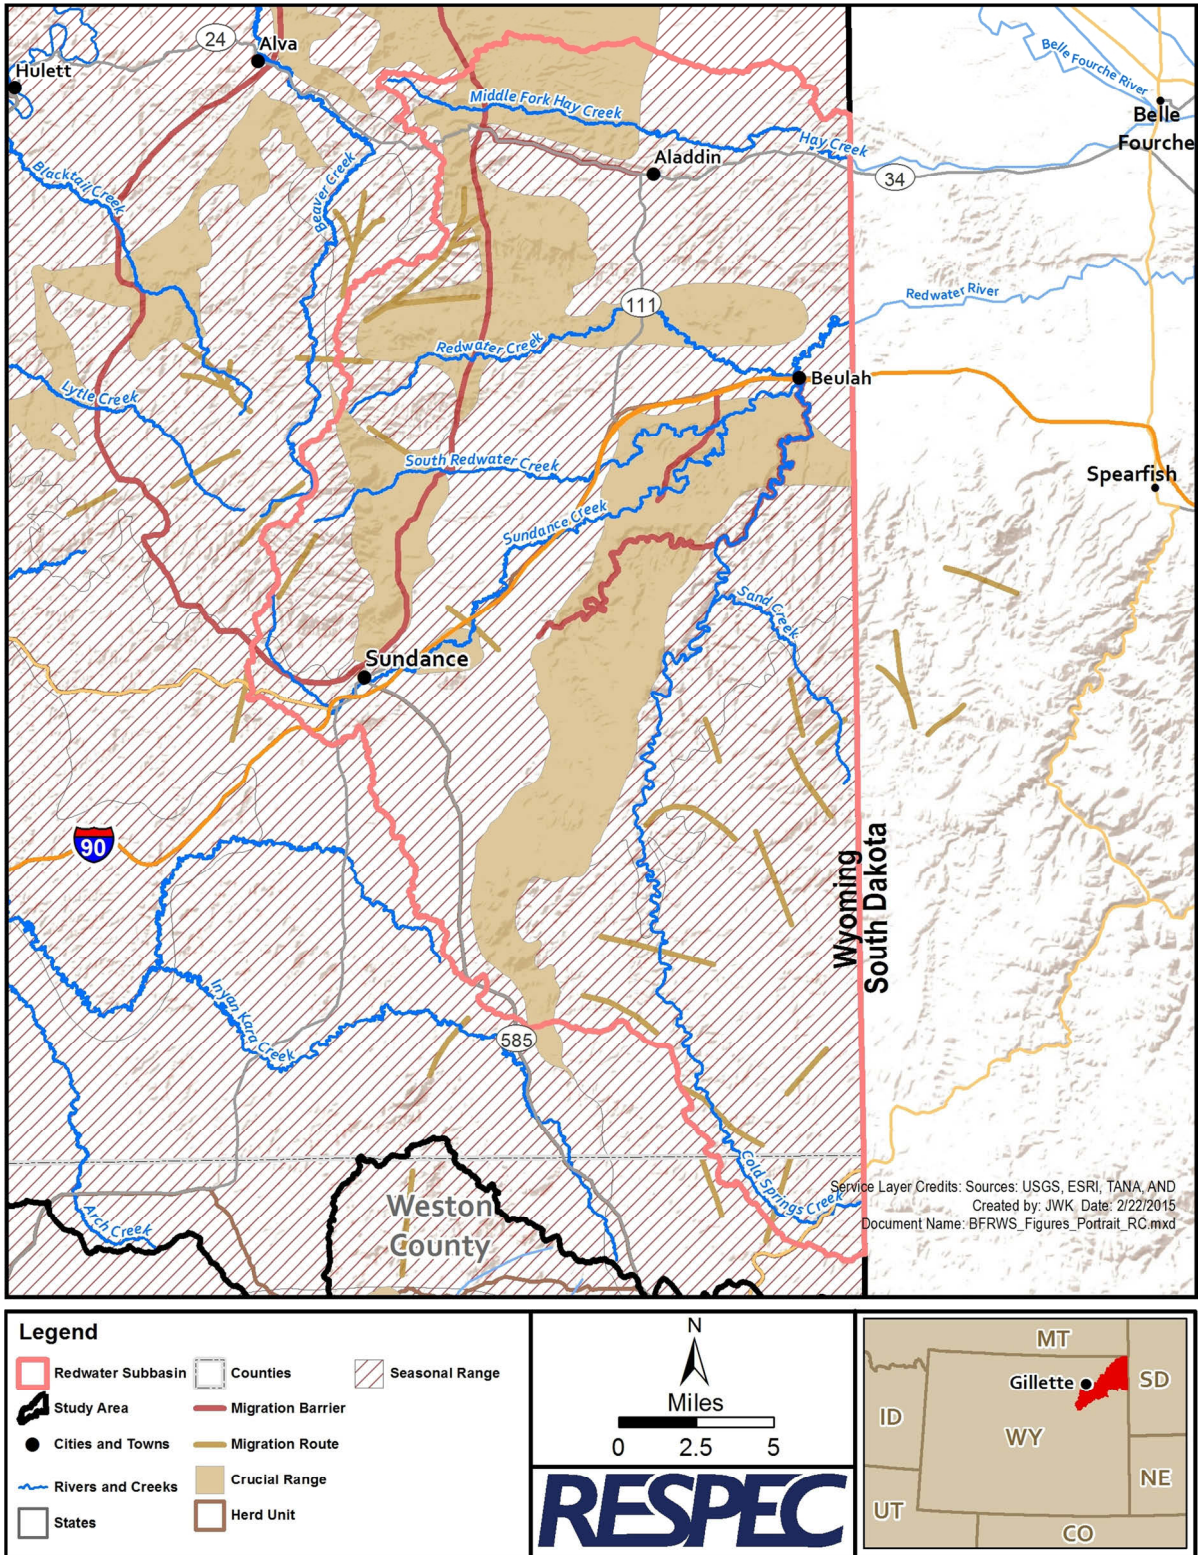 24
Alva
Hulett
Belle Fourche River
Middle Fork Hay Creek
Belle
Fourche
Hay Creek
Aladdin
34
Blacktail Creek
Beaver Creek
Redwater River
111
Redwater Creek
Beulah
Lytle Creek
South Redwater Creek
Spearfish
Sundance Creek
Sand Creek
Sundance
90
Wyoming
South Dakota
Inyan Kara Creek
585
Cold Springs Creek
Weston
County
Arch Creek
Service Layer Credits: Sources: USGS, ESRI, TANA, AND
Created by: JWK Date: 2/22/2015
Document Name: BFRWS_Figures_Portrait_RC.mxd
Legend
Redwater Subbasin
Study Area
Cities and Towns
Rivers and Creeks
States
Counties
Migration Barrier
Migration Route
Crucial Range
Herd Unit
Seasonal Range
N
Miles
0 2.5 5
RESPEC
MT
Gillette
SD
ID
WY
NE
UT
CO